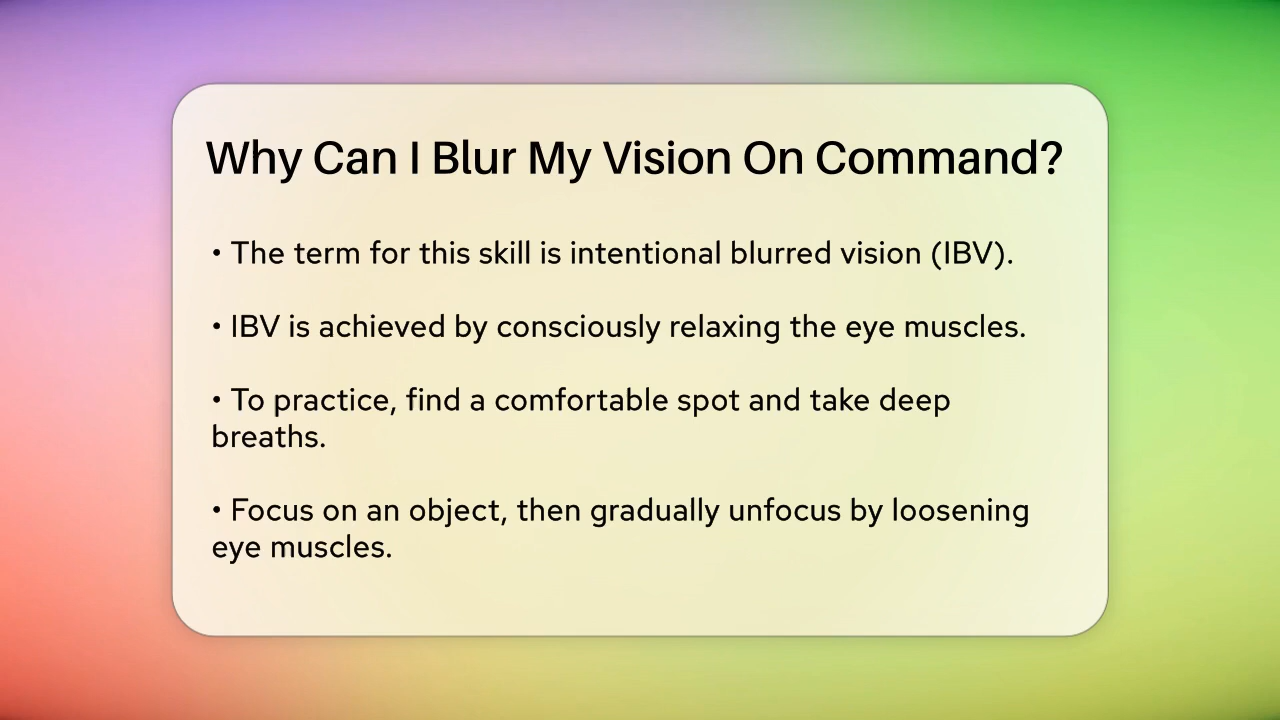 Why Can I Blur My Vision On Command?
• The term for this skill is intentional blurred vision (IBV).
• IBV is achieved by consciously relaxing the eye muscles.
• To practice, find a comfortable spot and take deep
breaths.
• Focus on an object, then gradually unfocus by loosening
eye muscles.